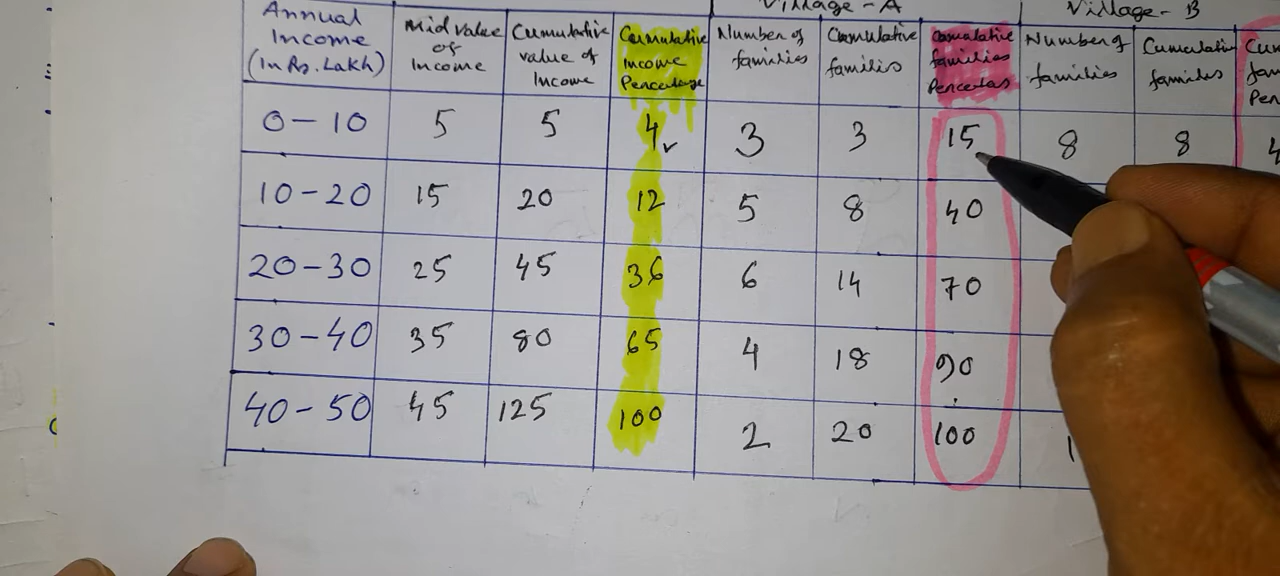 Village - A
Village - B
Annual
Income
(In Rs. Lakh)
Mid Value
of
Income
Cumulative
value of
Income
Cummulative
Income
Percentage
Number of
families
Cumulative
familis
Cumulative
families
Number of
families
Cumulative
families
0 - 10 5 5 4 3 3 15 8 8
10 - 20 15 20 12 5 8 40
20 - 30 25 45 36 6 14 70
30 - 40 35 80 65 4 18 90
40 - 50 45 125 100 2 20 100